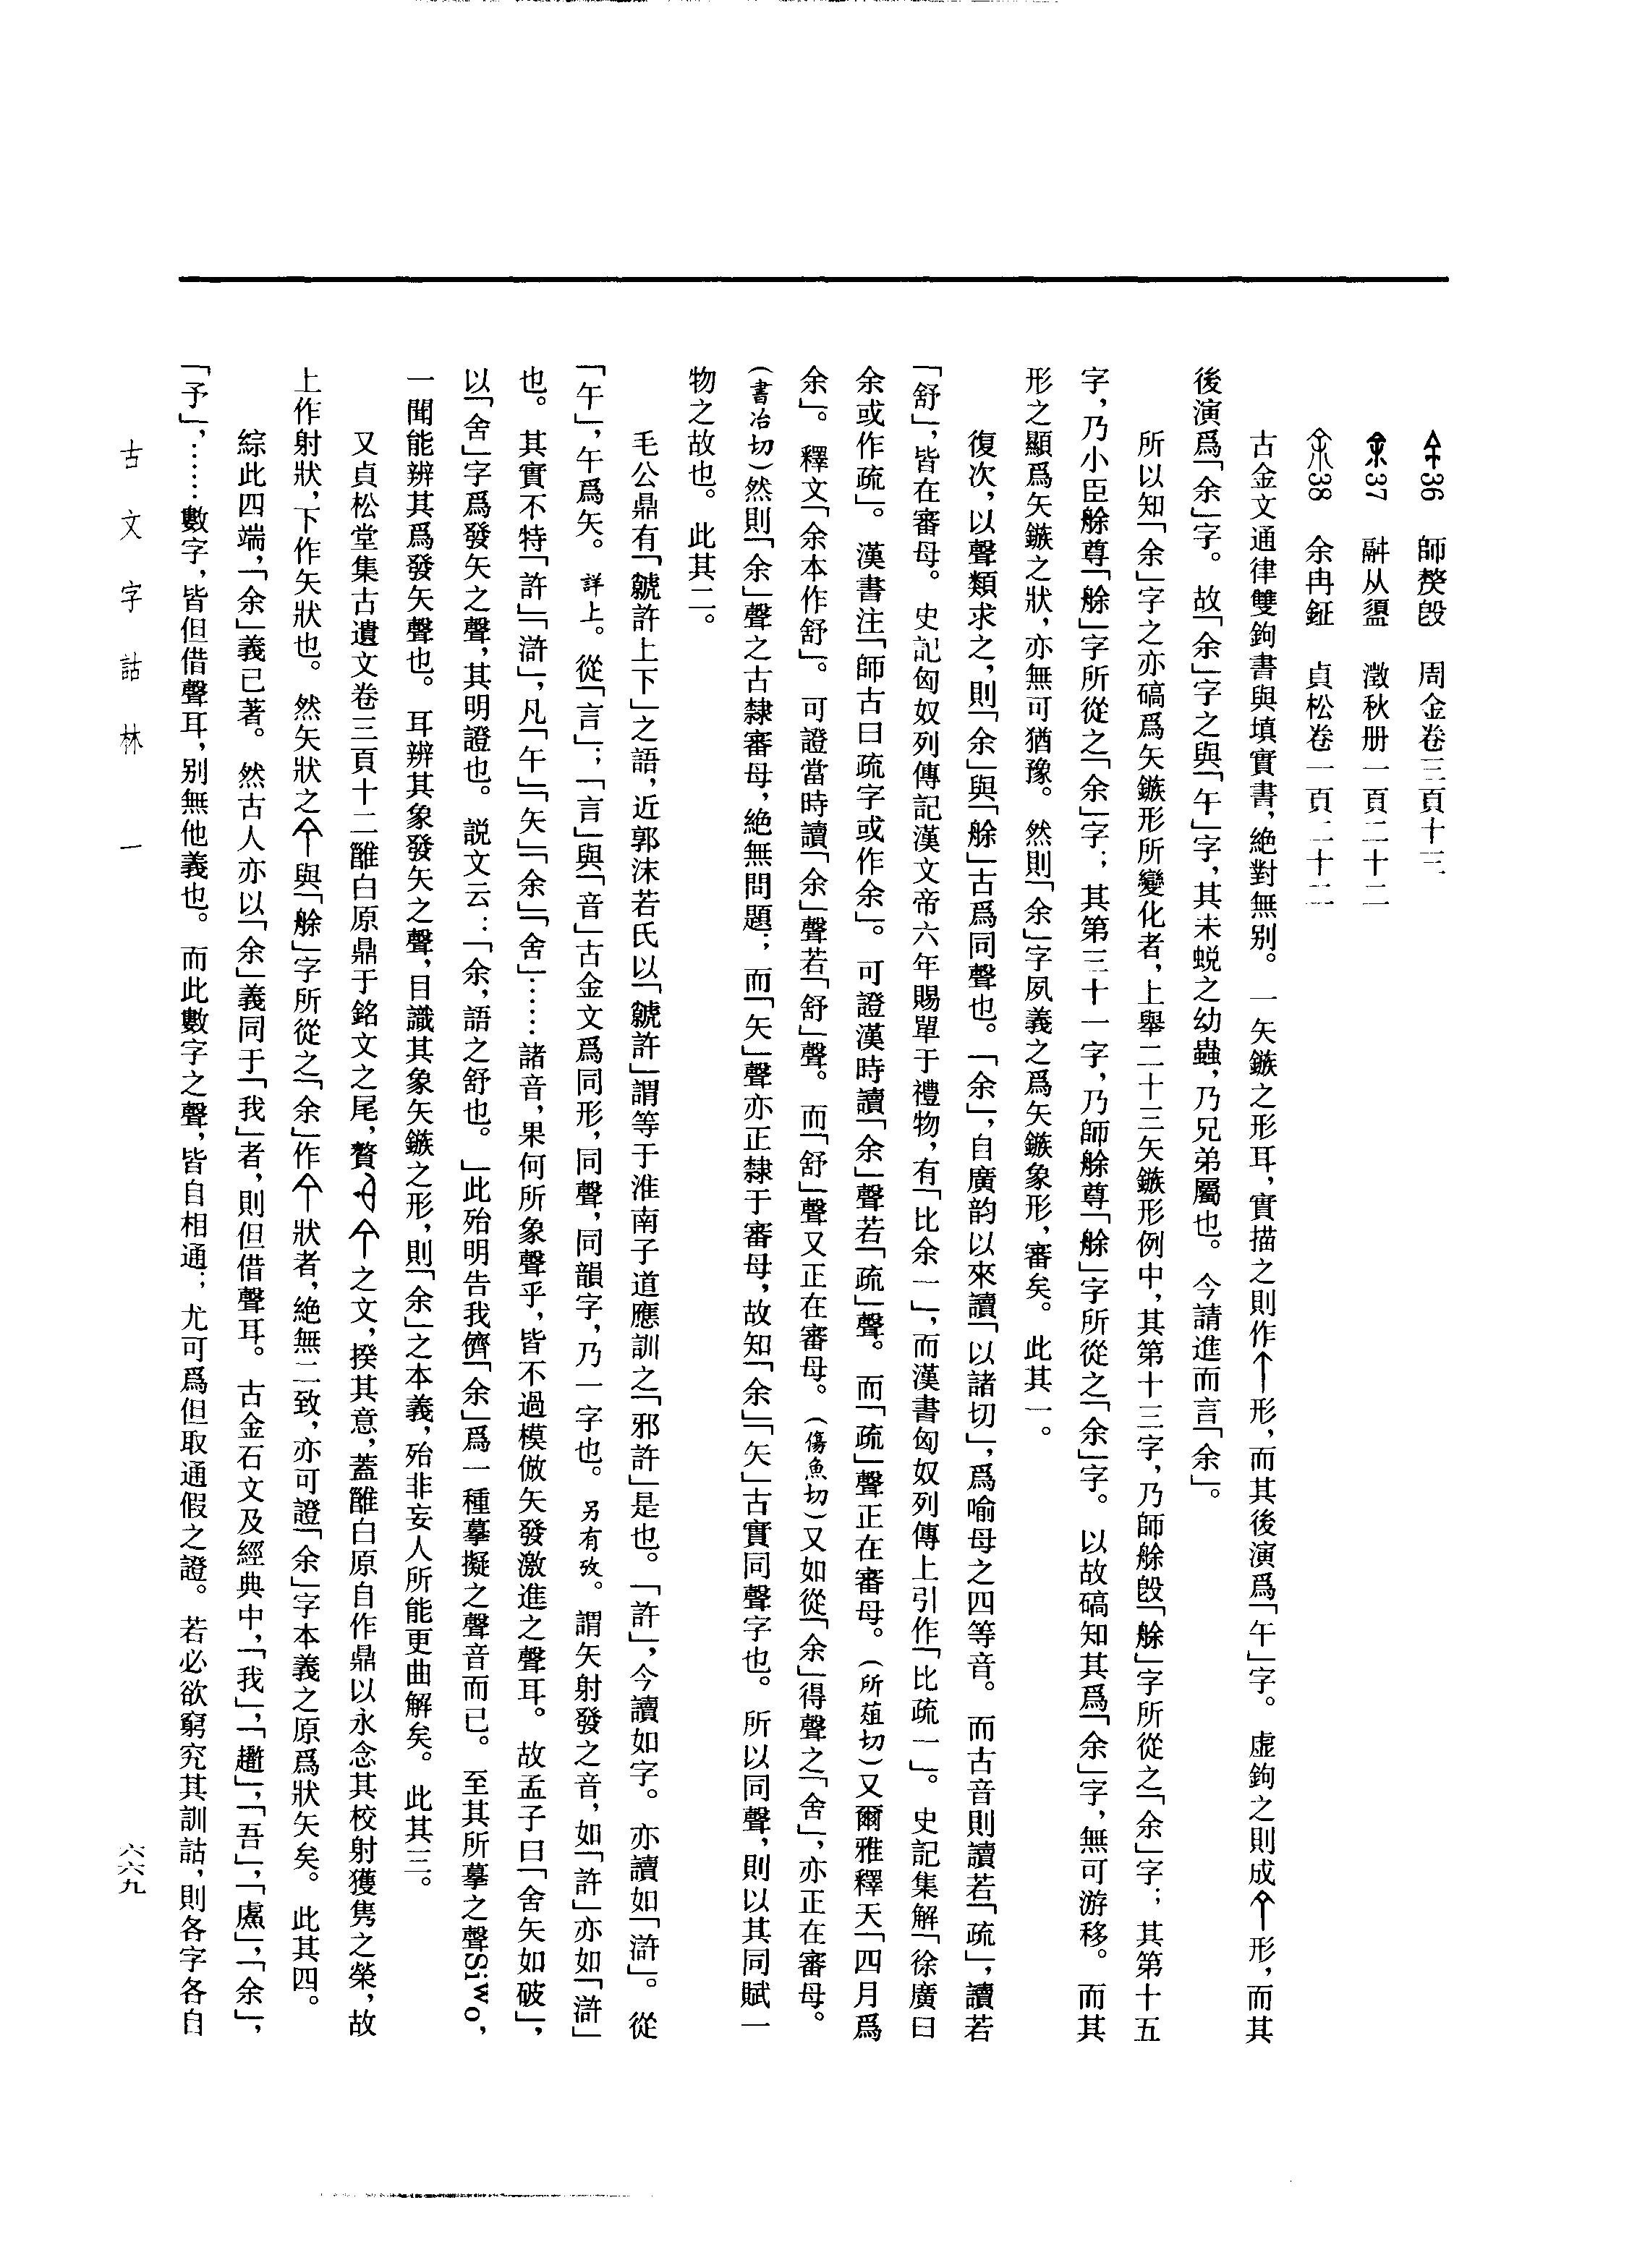 36　師㝨𣪘　周金卷三頁十三
37　鬴从盨　澂秋册一頁二十二
38　余冉鉦　貞松卷一頁二十二
古金文通律雙鉤書與填實書，絶對無别。一矢鏃之形耳，實描之則作↑形，而其後演爲「午」字。虚鉤之則成形，而其
後演爲「余」字。故「余」字之與「午」字，其未蜕之幼蟲，乃兄弟屬也。今請進而言「余」。
所以知「余」字之亦碻爲矢鏃形所變化者，上舉二十三矢鏃形例中，其第十三字，乃師艅𣪘「艅」字所從之「余」字；其第十五
字，乃小臣艅尊「艅」字所從之「余」字；其第三十一字，乃師艅尊「艅」字所從之「余」字。以故碻知其爲「余」字，無可游移。而其
形之顯爲矢鏃之狀，亦無可猶豫。然則「余」字夙義之爲矢鏃象形，審矣。此其一。
復次，以聲類求之，則「余」與「艅」古爲同聲也。「余」，自廣韵以來讀「以諸切」，爲喻母之四等音。而古音則讀若「疏」，讀若
「舒」，皆在審母。史記匈奴列傳記漢文帝六年賜單于禮物，有「比余一」，而漢書匈奴列傳上引作「比疏一」。史記集解「徐廣曰
余或作疏」。漢書注「師古曰疏字或作余」。可證漢時讀「余」聲若「疏」聲。而「疏」聲正在審母。（所葅切）又爾雅釋天「四月爲
余」。釋文「余本作舒」。可證當時讀「余」聲若「舒」聲。而「舒」聲又正在審母。（傷魚切）又如從「余」得聲之「舍」，亦正在審母。
（書冶切）然則「余」聲之古隸審母，絶無問題；而「矢」聲亦正隸于審母，故知「余」「矢」古實同聲字也。所以同聲，則以其同賦一
物之故也。此其二。
毛公鼎有「虩許上下」之語，近郭沫若氏以「虩許」謂等于淮南子道應訓之「邪許」是也。「許」，今讀如字。亦讀如「滸」。從
「午」，午爲矢。詳上。從「言」；「言」與「音」古金文爲同形，同聲，同韻字，乃一字也。另有攷。謂矢射發之音，如「許」亦如「滸」
也。其實不特「許」「滸」，凡「午」「矢」「余」「舍」……諸音，果何所象聲乎，皆不過模倣矢發激進之聲耳。故孟子曰「舍矢如破」，
以「舍」字爲發矢之聲，其明證也。説文云：「余，語之舒也。」此殆明告我儕「余」爲一種摹擬之聲音而已。至其所摹之聲SiWo，
一聞能辨其爲發矢聲也。耳辨其象發矢之聲，目識其象矢鏃之形，則「余」之本義，殆非妄人所能更曲解矣。此其三。
又貞松堂集古遺文卷三頁十二雝白原鼎于銘文之尾，贅之文，揆其意，蓋雝白原自作鼎以永念其校射獲雋之榮，故
上作射狀，下作矢狀也。然矢狀之與「艅」字所從之「余」作狀者，絶無二致，亦可證「余」字本義之原爲狀矢矣。此其四。
綜此四端，「余」義已著。然古人亦以「余」義同于「我」者，則但借聲耳。古金石文及經典中，「我」，「吾」，「余」，
「予」，……數字，皆但借聲耳，别無他義也。而此數字之聲，皆自相通；尤可爲但取通假之證。若必欲窮究其訓詁，則各字各自
古文字詁林　一
六六九